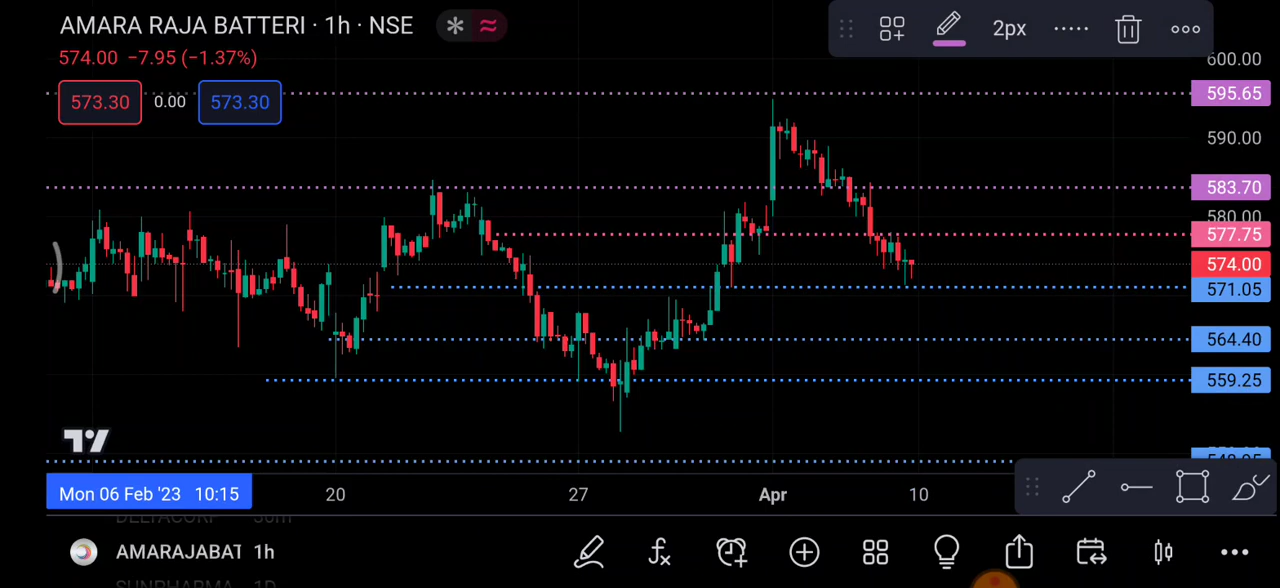 AMARA RAJA BATTERI · 1h · NSE
574.00 −7.95 (−1.37%)
573.30 0.00 573.30
2px
600.00
595.65
590.00
583.70
580.00
577.75
574.00
571.05
564.40
559.25
Mon 06 Feb '23 10:15 20 27 Apr 10
AMARAJABAT 1h
SUNPHARMA 1D